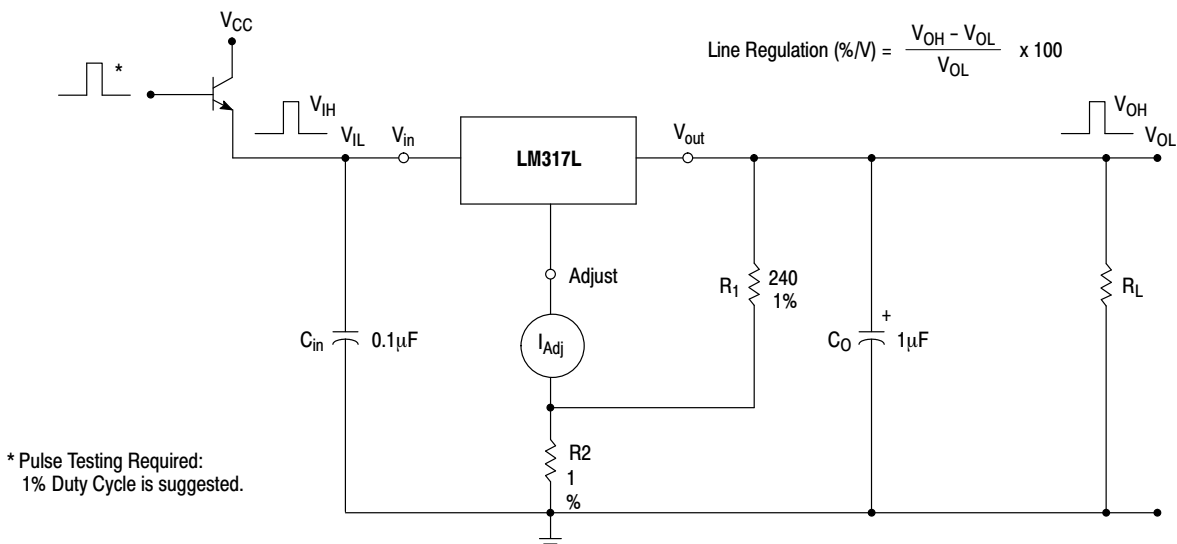 VCC
*
VOH - VOL
Line Regulation (%/V) = x 100
VOL
VIH
VIL
Vin
LM317L
Vout
VOH
VOL
Adjust
R1
240
1%
RL
Cin
0.1μF
IAdj
+
CO
1μF
R2
1
%
* Pulse Testing Required:
1% Duty Cycle is suggested.